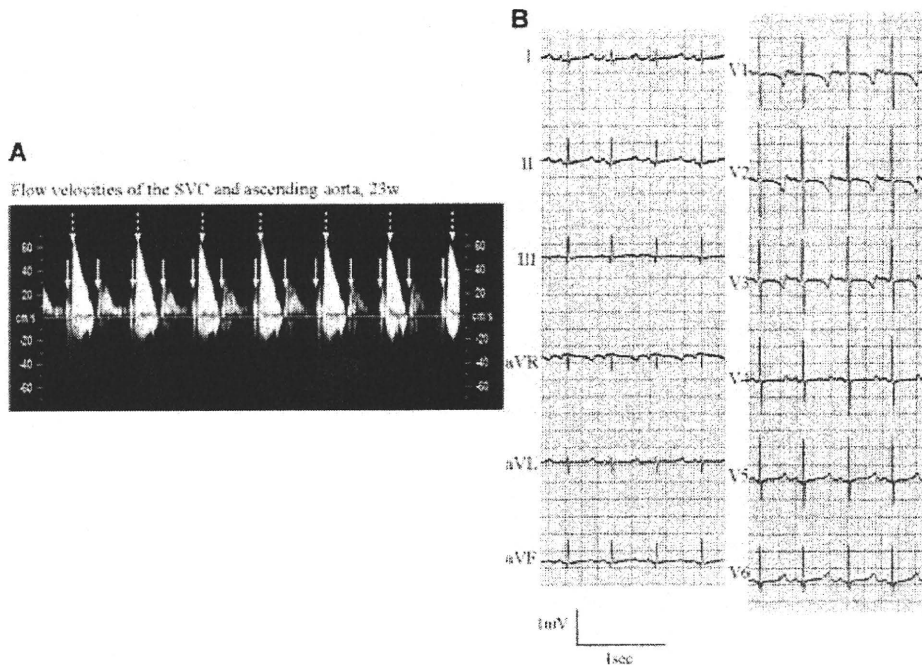 A
Flow velocities of the SVC and ascending aorta, 23w
60
40
20
cm/s
-20
-40
-60
60
40
20
cm/s
-20
-40
-60
B
I
II
III
aVR
aVL
aVF
V1
V2
V3
V4
V5
V6
1mV
1sec